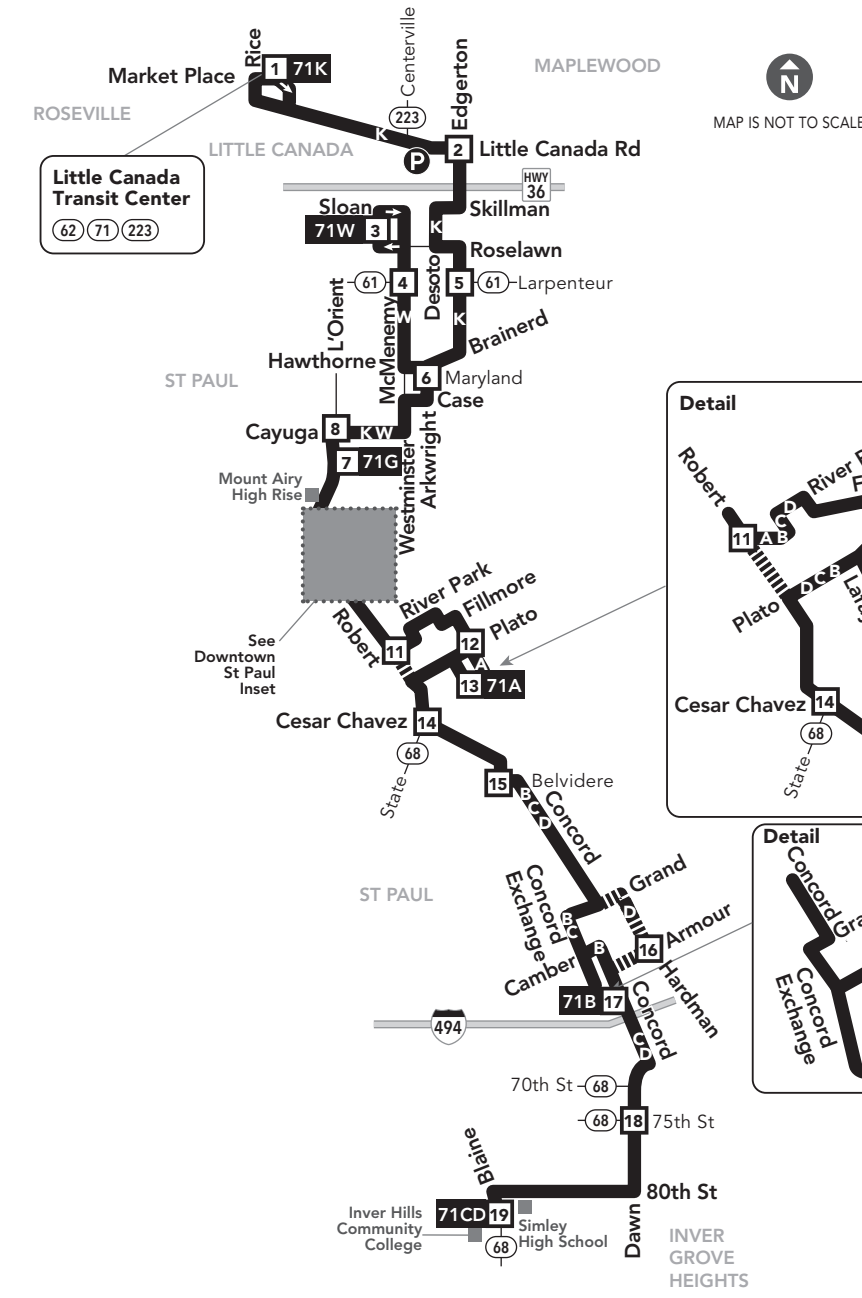 Centerville
Rice
Edgerton
1 71K
Market Place
MAPLEWOOD
N
ROSEVILLE
223
MAP IS NOT TO SCALE
K
LITTLE CANADA
P
2 Little Canada Rd
Little Canada
Transit Center
62 71 223
HWY
36
Sloan
Skillman
71W 3
K
Roselawn
Desoto
61 4
5 61 Larpenteur
L'Orient
McMenemy
W
K
Brainerd
Hawthorne
ST PAUL
6 Maryland
Case
Cayuga 8
K W
Arkwright
Westminster
7 71G
Mount Airy
High Rise
River Park
Fillmore
Plato
Robert
11
12
A
13 71A
See
Downtown
St Paul
Inset
Cesar Chavez 14
68
State
15 Belvidere
B
C
D
Concord
ST PAUL
Grand
Concord
Exchange
B
C
D
B
Armour
16
Camber
Hardman
71B 17
Concord
494
C
D
70th St 68
68 18 75th St
Blaine
80th St
71CD 19
Inver Hills
Community
College
Simley
High School
68
Dawn
INVER
GROVE
HEIGHTS
Detail
Robert
River
D
C
11 A B
D C B
Plato
Cesar Chavez 14
68
State
Detail
Concord
Concord
Exchange